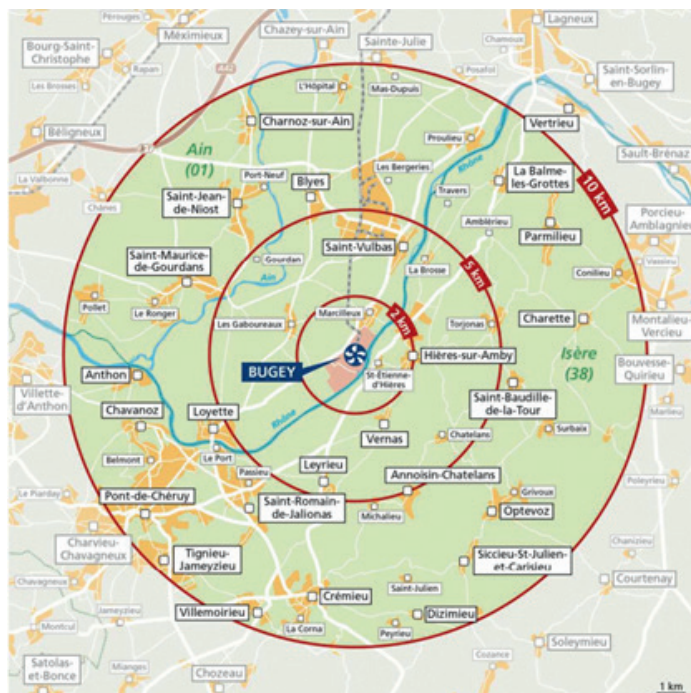 Pérouges
Méximieux
Chazey-sur-Ain
Lagneux
Bourg-Saint-
Christophe
Sainte-Julie
Chamoux
Rapan
Posafol
Les Brosses
L'Hôpital
Mas-Dupuis
Saint-Sorlin-
en-Bugey
A42
Charnoz-sur-Ain
Vertrieu
Béligneux
Proulieu
Ain
(01)
Rhône
Les Bergeries
Sault-Brénaz
La Valbonne
Port-Neuf
Blyes
La Balme-
les-Grottes
10 km
Travers
Saint-Jean-
de-Niost
Chânes
Porcieu-
Amblagnieu
Amblérieu
Parmilieu
Saint-Vulbas
Saint-Maurice-
de-Gourdans
Gourdan
La Brosse
Vessieu
5 km
Conilieu
Ain
Pollet
Le Ronger
Marcilleux
2 km
Les Gaboureaux
Torjonas
Charette
Montalieu-
Vercieu
Hières-sur-Amby
Isère
(38)
BUGEY
Bouvesse-
Quirieu
Anthon
St-Étienne-
d'Hières
Villette-
d'Anthon
Saint-Baudille-
de-la-Tour
Chavanoz
Loyette
Rhône
Marlieu
Vernas
Chatelans
Surbaix
Le Port
Belmont
Leyrieu
Passieu
Annoisin-Chatelans
Poleyrieu
Le Piarday
Grivoux
Pont-de-Chéruy
Saint-Romain-
de-Jalionas
Michalieu
Optevoz
Charvieu-
Chavagneux
Chanizieu
Tignieu-
Jameyzieu
Siccieu-St-Julien-
et-Carisieu
Chavagneux
Saint-Julien
Courtenay
Crémieu
Villemoirieu
Dizimieu
Jameyzieu
Montcul
La Corna
Peyrieu
Soleymieu
Satolas-
et-Bonce
Mianges
Chozeau
Cozance
1 km